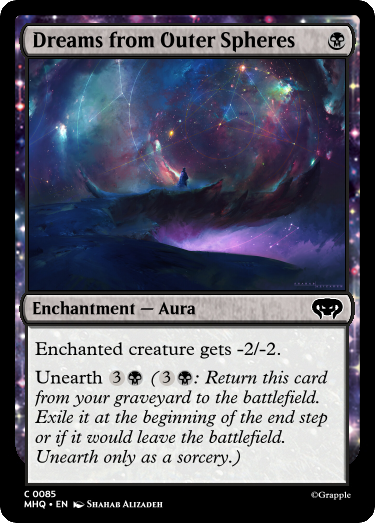 Dreams from Outer Spheres
Enchantment — Aura
Enchanted creature gets -2/-2.
Unearth 3 (3 : Return this card
from your graveyard to the battlefield.
Exile it at the beginning of the end step
or if it would leave the battlefield.
Unearth only as a sorcery.)
C 0085
MHQ • EN Shahab Alizadeh
©Grapple